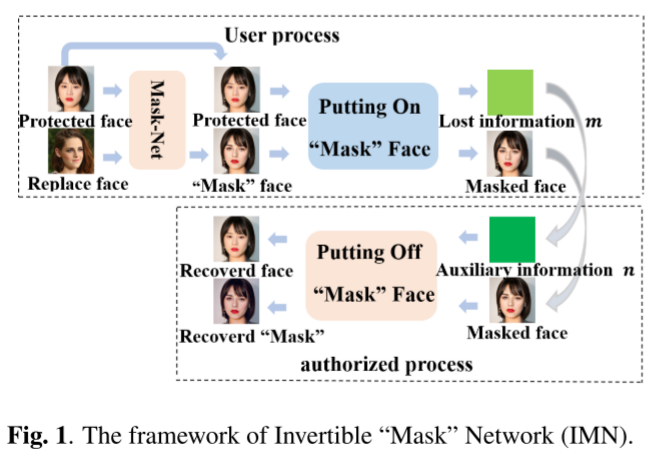 User process
Mask-Net
Putting On
“Mask” Face
Protected face
Protected face
Lost information m
Replace face
“Mask” face
Masked face
Putting Off
“Mask” Face
Recoverd face
Auxiliary information n
Recoverd “Mask”
Masked face
authorized process
Fig. 1. The framework of Invertible “Mask” Network (IMN).